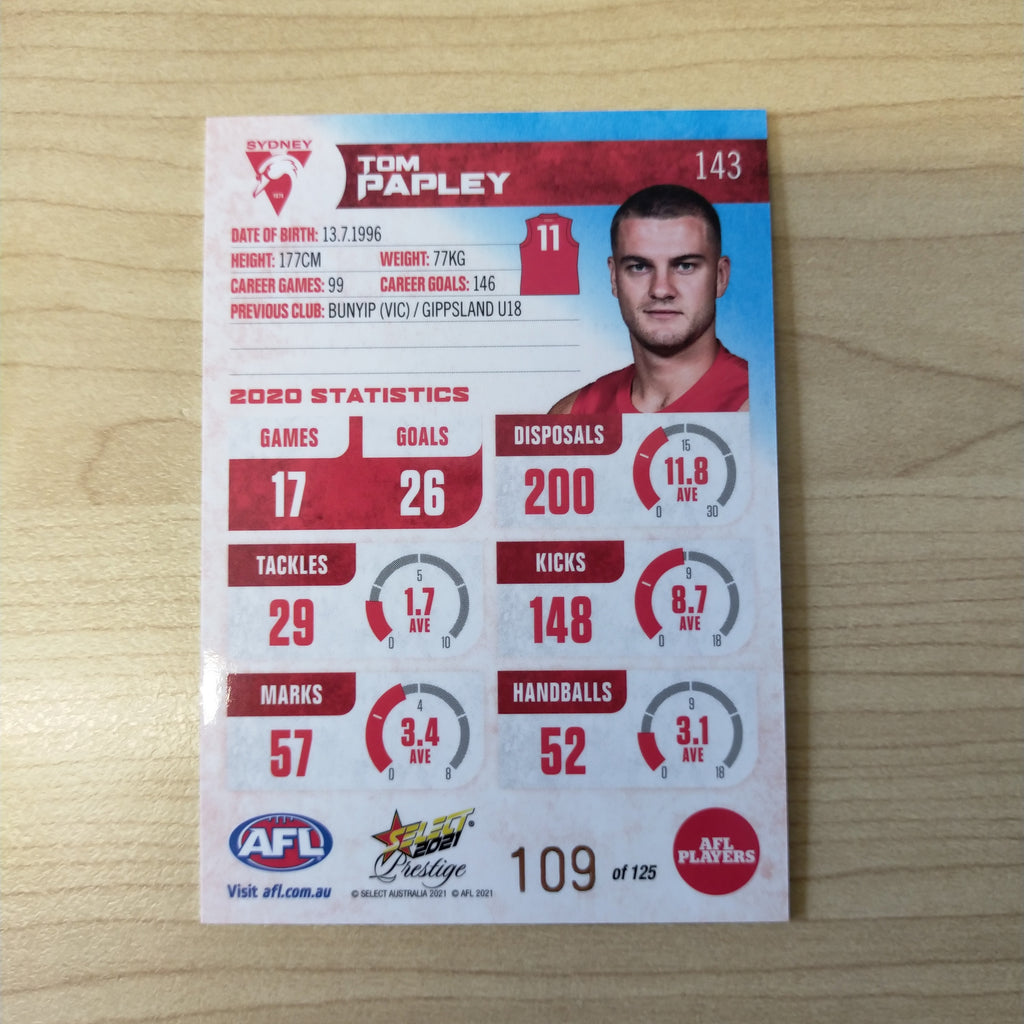 SYDNEY
TOM
PAPLEY
143
DATE OF BIRTH: 13.7.1996
11
HEIGHT: 177CM WEIGHT: 77KG
CAREER GAMES: 99 CAREER GOALS: 146
PREVIOUS CLUB: BUNYIP (VIC) / GIPPSLAND U18
2020 STATISTICS
GAMES
17
GOALS
26
DISPOSALS
200
15
11.8
AVE
0 30
TACKLES
29
5
1.7
AVE
0 10
KICKS
148
9
8.7
AVE
0 18
MARKS
57
4
3.4
AVE
0 8
HANDBALLS
52
9
3.1
AVE
0 18
AFL
Visit afl.com.au
SELECT
2021
Prestige
© SELECT AUSTRALIA 2021 © AFL 2021
109 of 125
AFL
PLAYERS